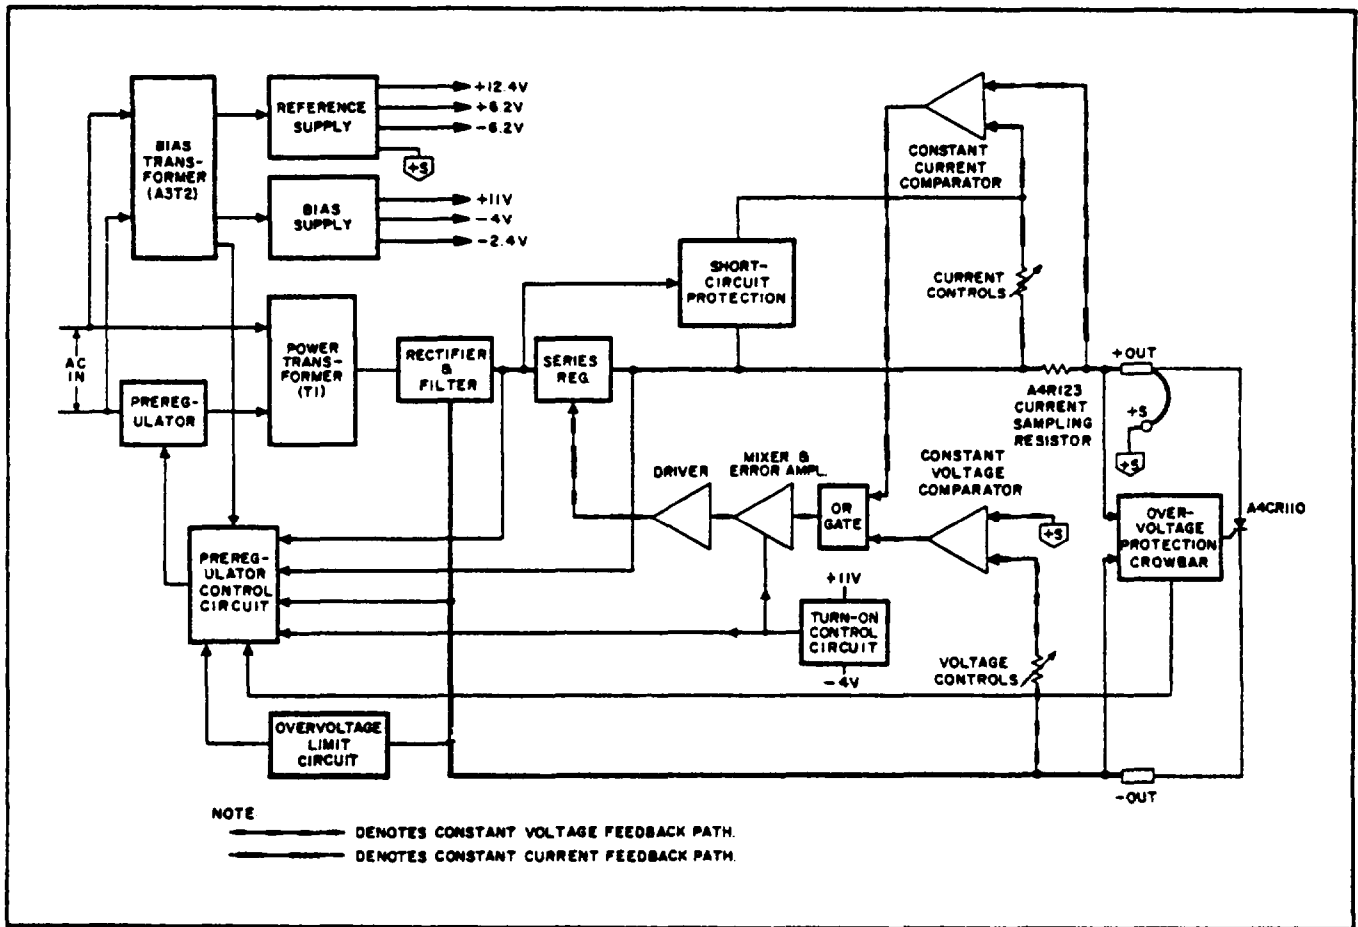 BIAS
TRANS-
FORMER
(A3T2)
REFERENCE
SUPPLY
+12.4V
+6.2V
-6.2V
+S
BIAS
SUPPLY
+11V
-4V
-2.4V
AC
IN
PREREG-
ULATOR
POWER
TRANS-
FORMER
(T1)
RECTIFIER
&
FILTER
SERIES
REG.
SHORT-
CIRCUIT
PROTECTION
CONSTANT
CURRENT
COMPARATOR
CURRENT
CONTROLS
A4R123
CURRENT
SAMPLING
RESISTOR
+OUT
+S
+S
PREREG-
ULATOR
CONTROL
CIRCUIT
DRIVER
MIXER &
ERROR AMPL.
OR
GATE
CONSTANT
VOLTAGE
COMPARATOR
+S
OVER-
VOLTAGE
PROTECTION
CROWBAR
A4CR110
+11V
TURN-ON
CONTROL
CIRCUIT
-4V
VOLTAGE
CONTROLS
OVERVOLTAGE
LIMIT
CIRCUIT
-OUT
NOTE
DENOTES CONSTANT VOLTAGE FEEDBACK PATH.
DENOTES CONSTANT CURRENT FEEDBACK PATH.